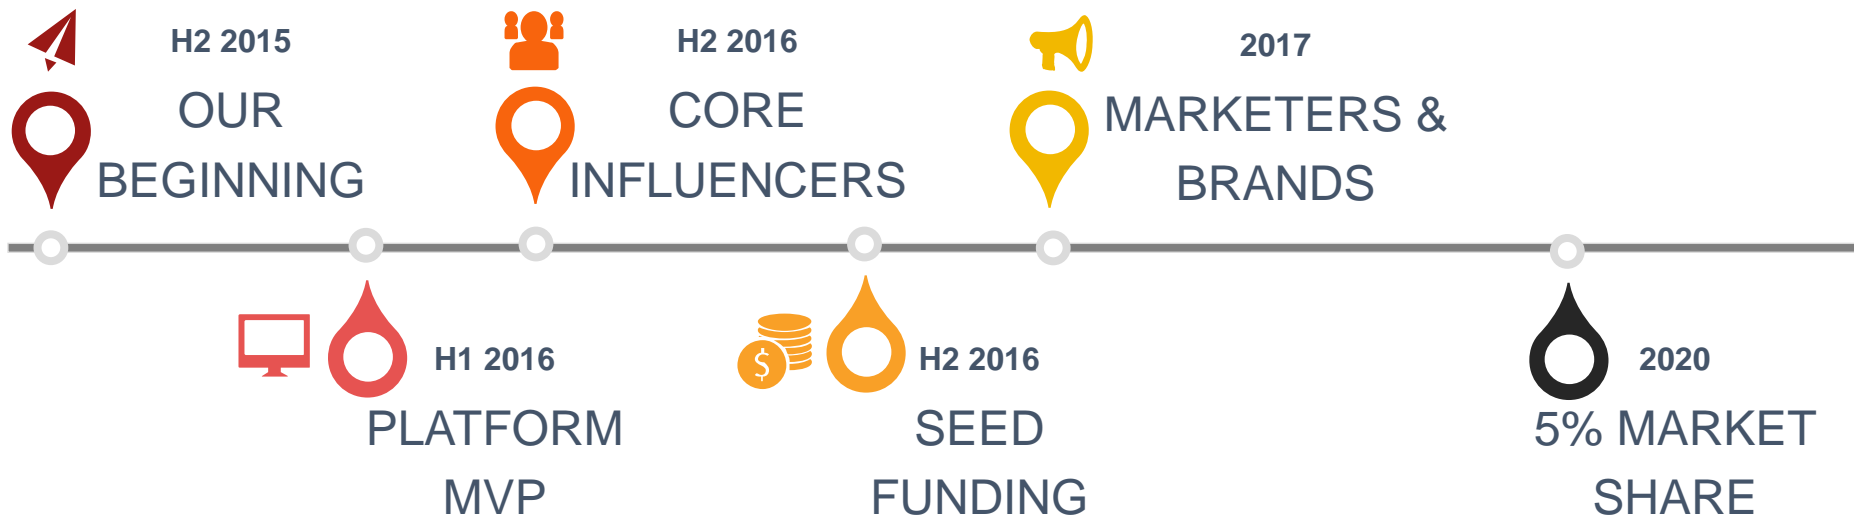 H2 2015
OUR
BEGINNING
H2 2016
CORE
INFLUENCERS
2017
MARKETERS &
BRANDS
$
H1 2016
PLATFORM
MVP
H2 2016
SEED
FUNDING
2020
5% MARKET
SHARE